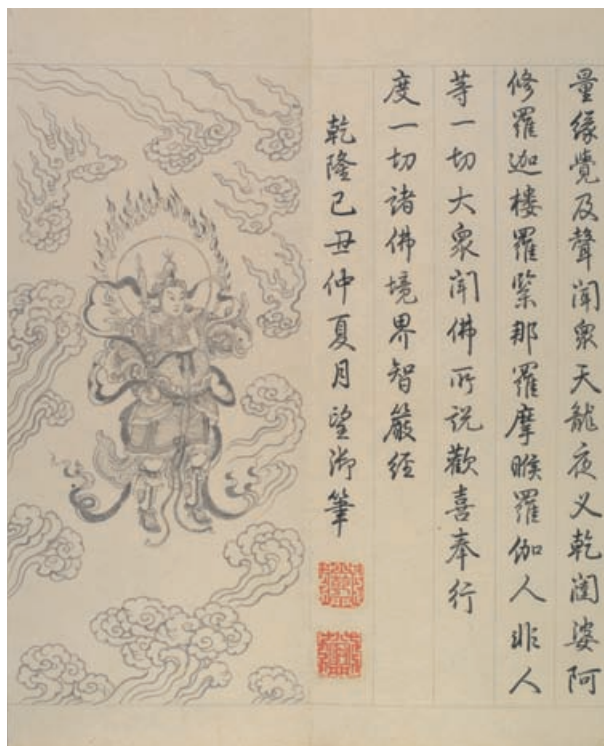 量緣覺及聲聞衆天龍夜义乾闥婆阿
修羅迦楼羅緊那羅摩睺羅伽人非人
等一切大衆聞佛所説歡喜奉行
度一切諸佛境界智嚴经
乾隆己丑仲夏月望御筆